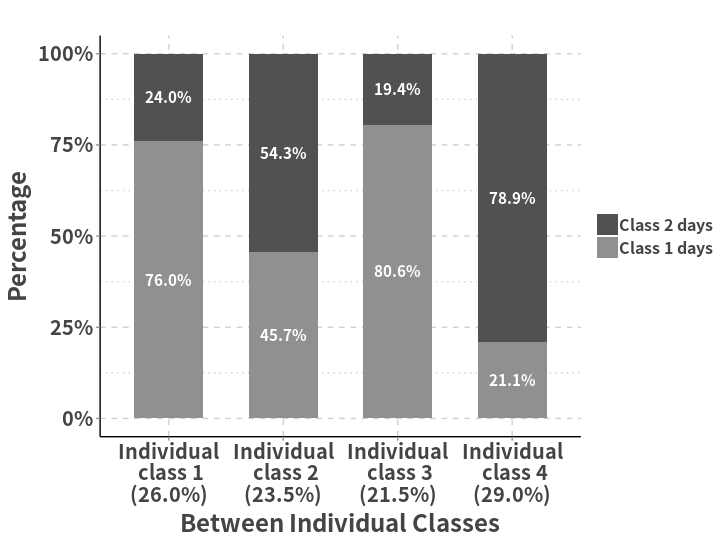 100%
75%
50%
25%
0%
Percentage
24.0%
76.0%
54.3%
45.7%
19.4%
80.6%
78.9%
21.1%
Class 2 days
Class 1 days
Individual
class 1
(26.0%)
Individual
class 2
(23.5%)
Individual
class 3
(21.5%)
Individual
class 4
(29.0%)
Between Individual Classes